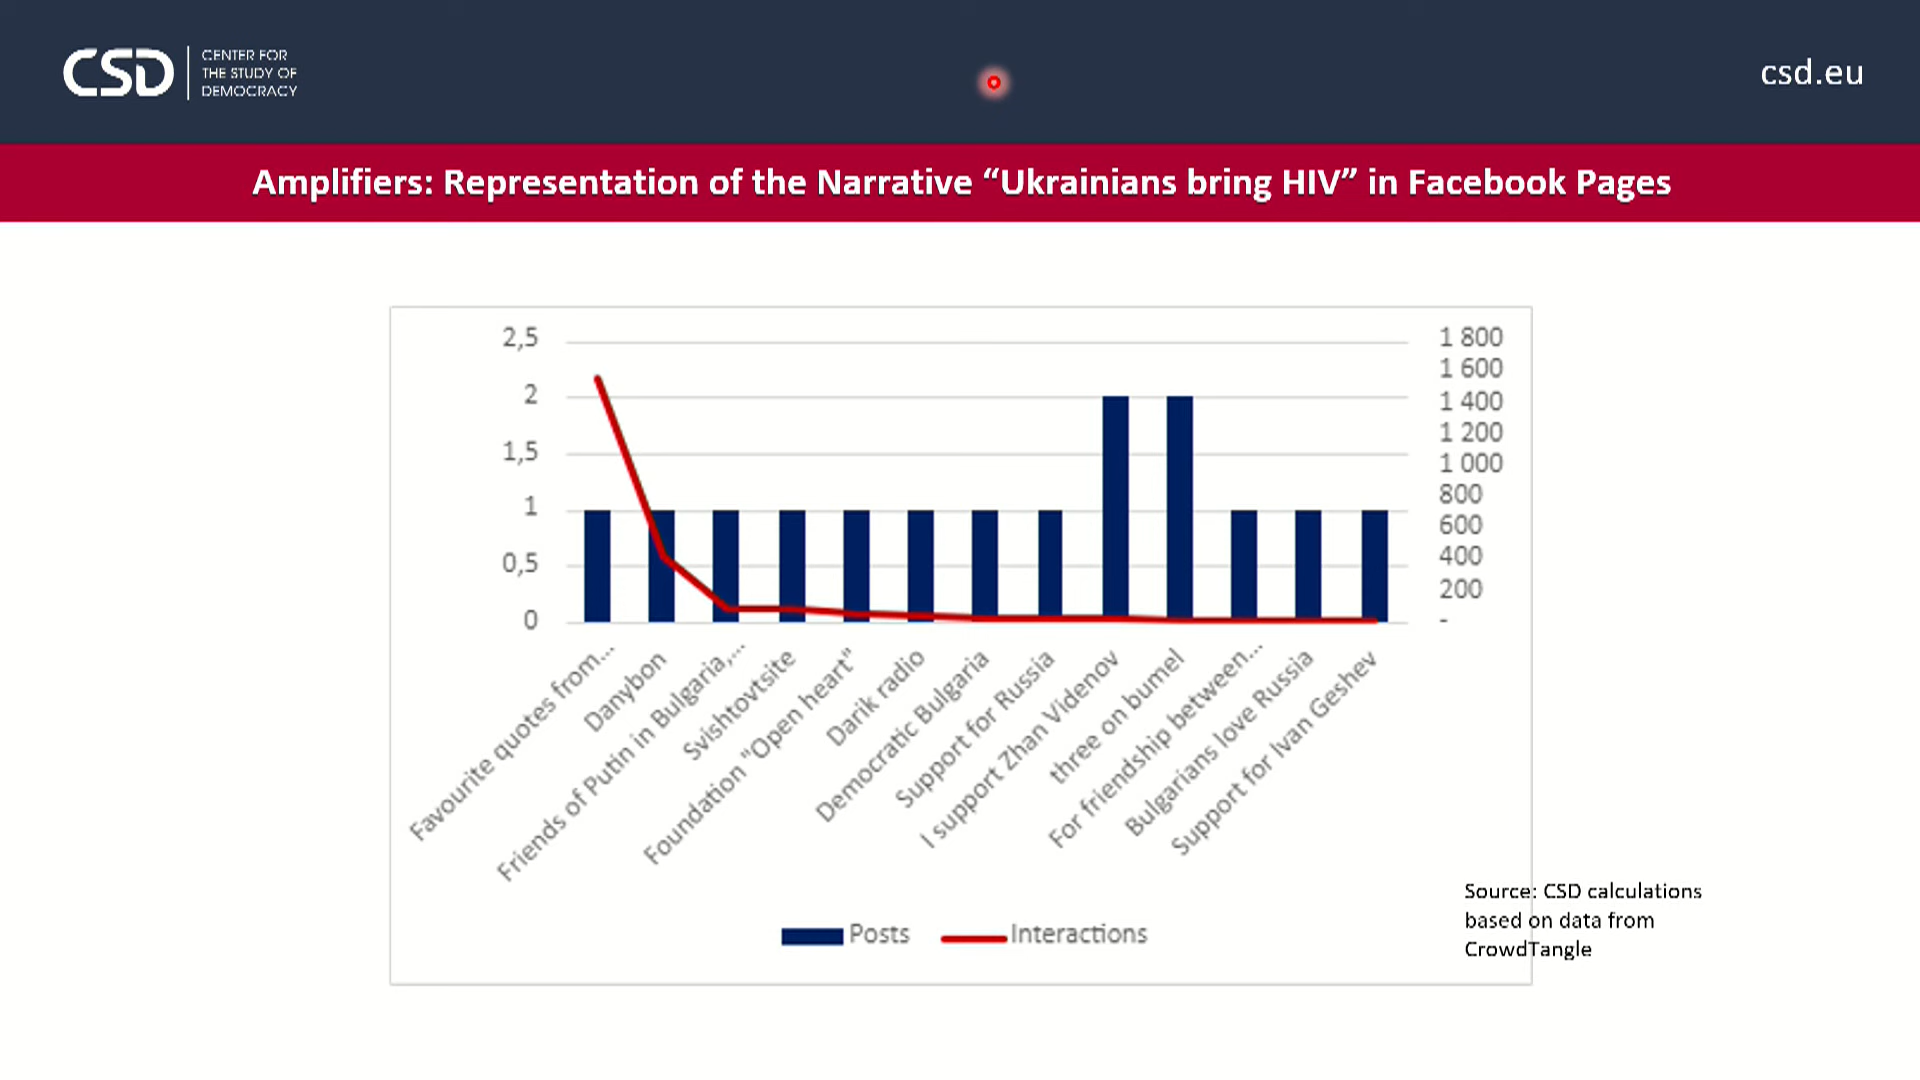 CSD
CENTER FOR
THE STUDY OF
DEMOCRACY
csd.eu
Amplifiers: Representation of the Narrative “Ukrainians bring HIV” in Facebook Pages
2,5
2
1,5
1
0,5
0
1 800
1 600
1 400
1 200
1 000
800
600
400
200
-
Favourite quotes from...
Danybon
Friends of Putin in Bulgaria,...
Svishtovtsite
Foundation "Open heart"
Darik radio
Democratic Bulgaria
Support for Russia
I support Zhan Videnov
three on bumel
For friendship between...
Bulgarians love Russia
Support for Ivan Geshev
Posts
Interactions
Source: CSD calculations
based on data from
CrowdTangle